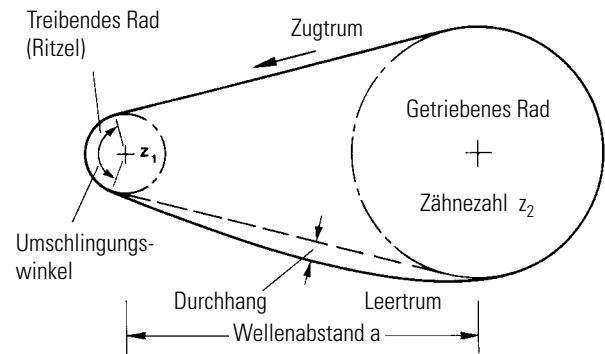 Treibendes Rad
(Ritzel)
Zugtrum
Getriebenes Rad
z1
Zähnezahl z2
Umschlingungs-
winkel
Durchhang
Leertrum
Wellenabstand a